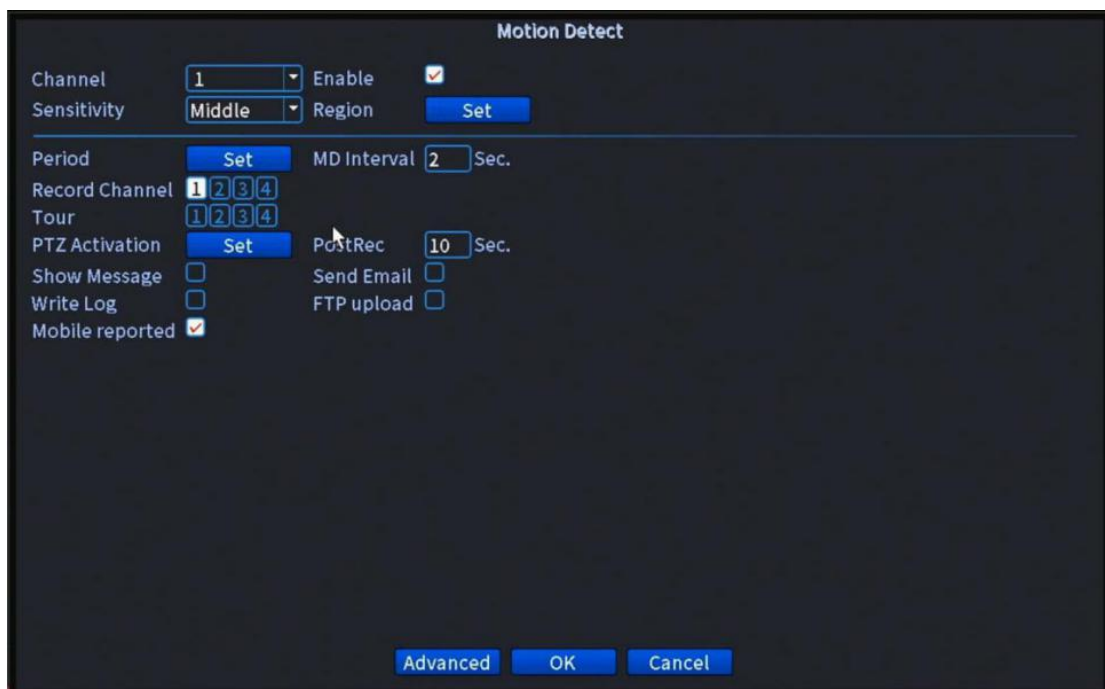 Motion Detect
Channel 1 Enable
Sensitivity Middle Region Set
Period Set MD Interval 2 Sec.
Record Channel 1 2 3 4
Tour 1 2 3 4
PTZ Activation Set PostRec 10 Sec.
Show Message Send Email
Write Log FTP upload
Mobile reported
Advanced OK Cancel